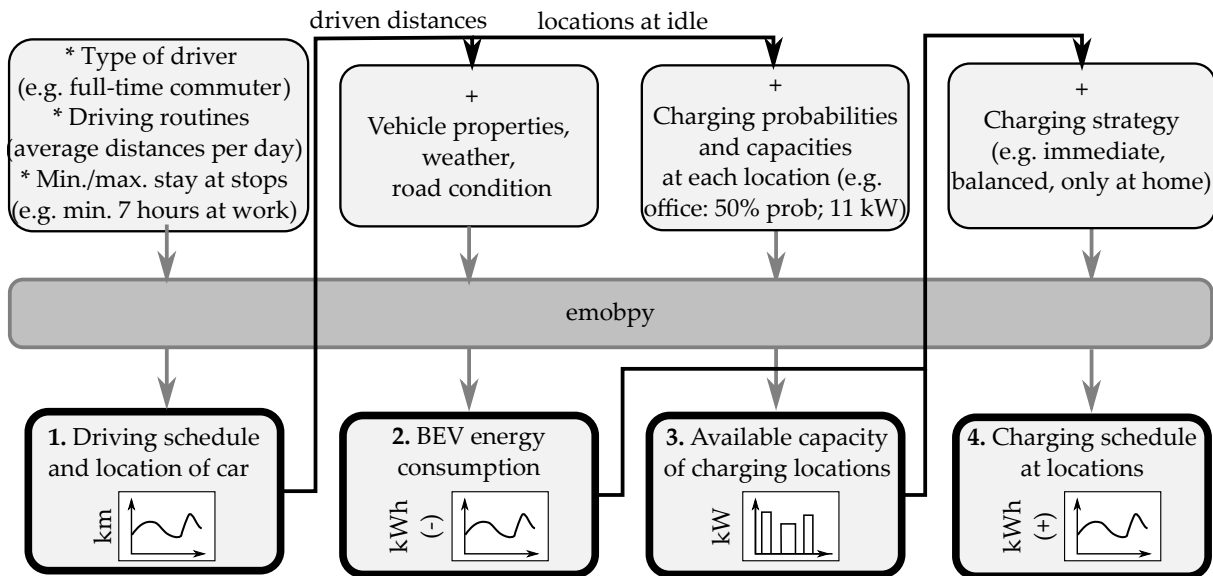 driven distances
locations at idle
* Type of driver
(e.g. full-time commuter)
* Driving routines
(average distances per day)
* Min./max. stay at stops
(e.g. min. 7 hours at work)
+
Vehicle properties,
weather,
road condition
+
Charging probabilities
and capacities
at each location (e.g.
office: 50% prob; 11 kW)
+
Charging strategy
(e.g. immediate,
balanced, only at home)
emobpy
1. Driving schedule
and location of car
km
2. BEV energy
consumption
kWh
(-)
3. Available capacity
of charging locations
kW
4. Charging schedule
at locations
kWh
(+)